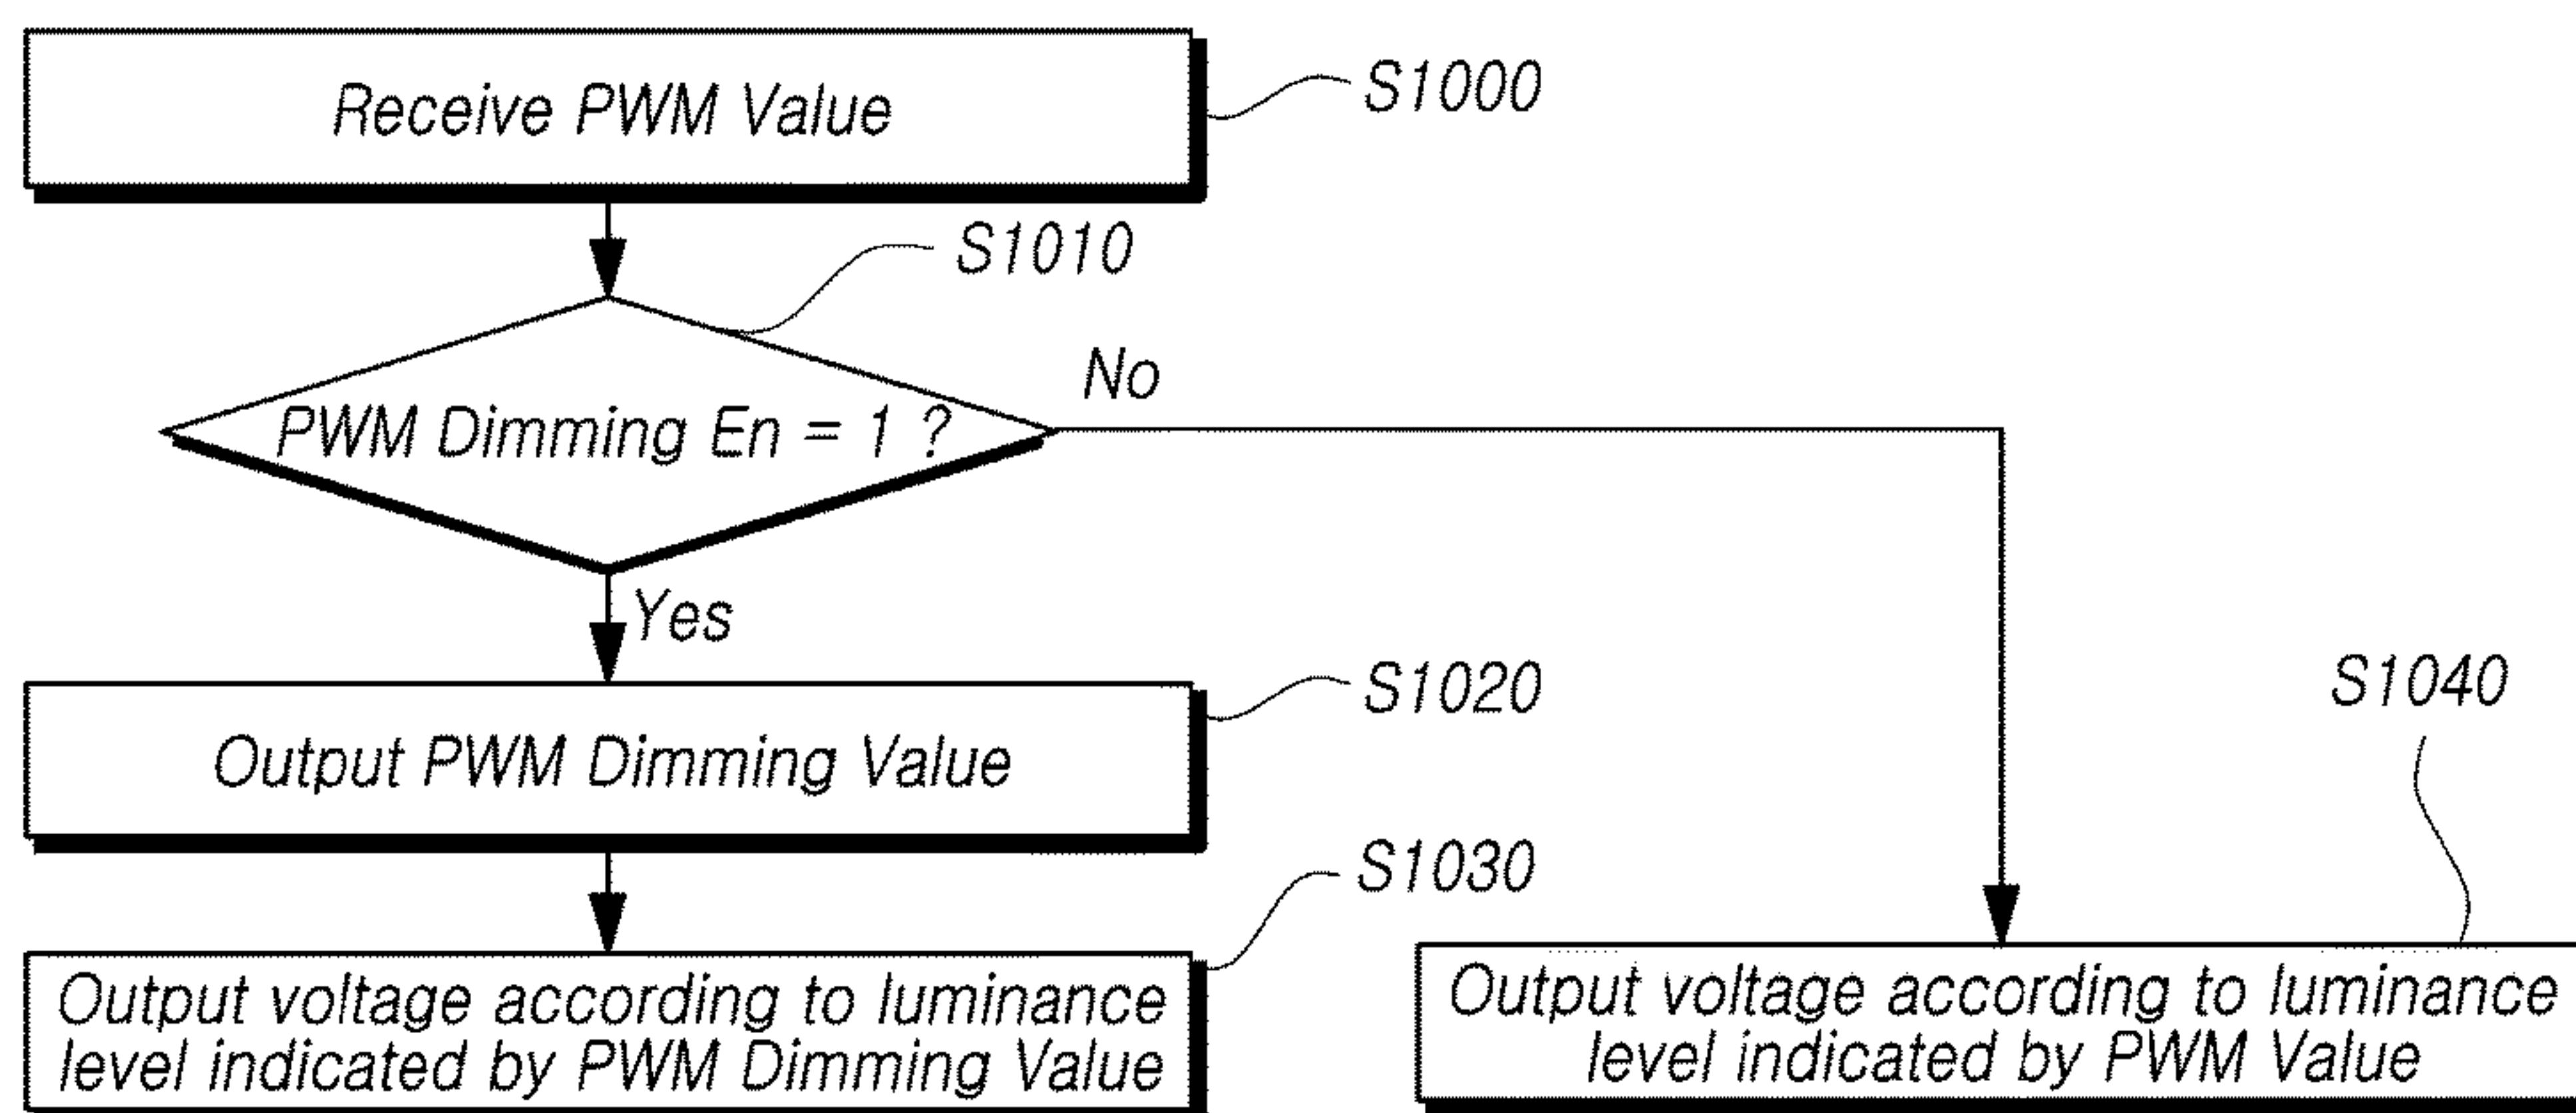 Receive PWM Value
S1000
S1010
PWM Dimming En = 1 ?
No
Yes
Output PWM Dimming Value
S1020
S1030
Output voltage according to luminance
level indicated by PWM Dimming Value
S1040
Output voltage according to luminance
level indicated by PWM Value